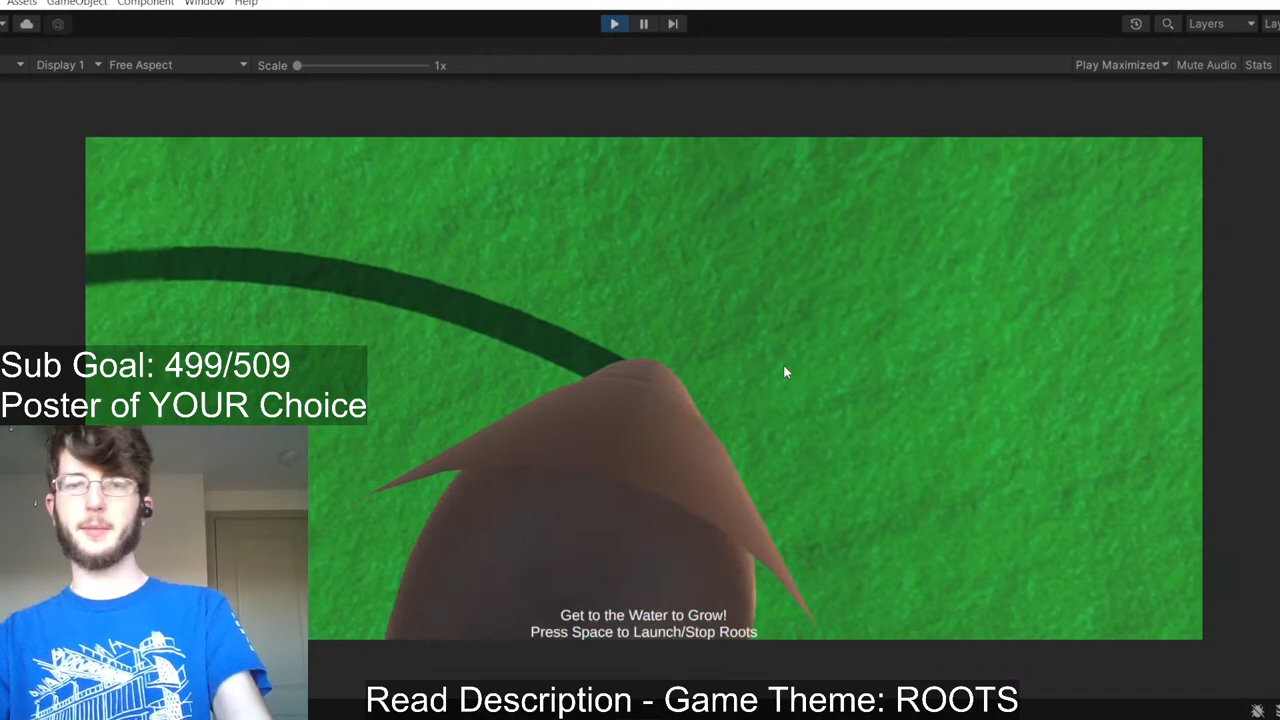 Assets GameObject Component Window Help
Layers
Display 1 Free Aspect Scale 1x Play Maximized Mute Audio Stats
Sub Goal: 499/509
Poster of YOUR Choice
Get to the Water to Grow!
Press Space to Launch/Stop Roots
Read Description - Game Theme: ROOTS